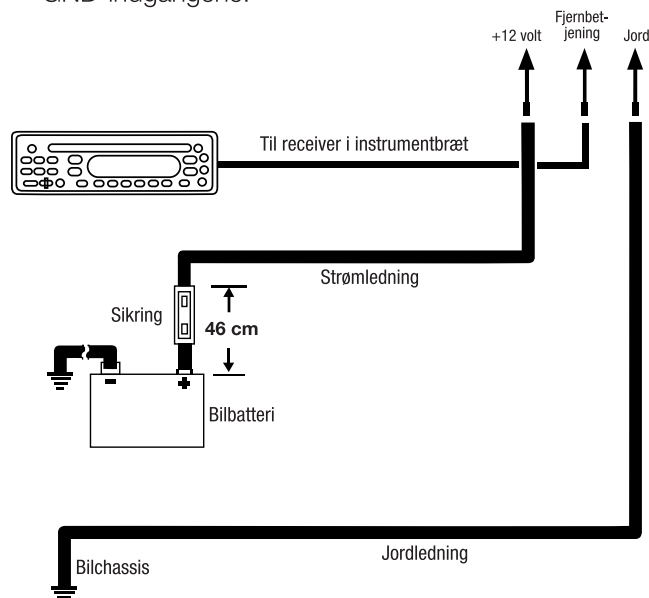 GND-indgangene.
Fjernbet-
jening
+12 volt
Jord
Til receiver i instrumentbræt
Strømledning
Sikring
46 cm
Bilbatteri
Jordledning
Bilchassis